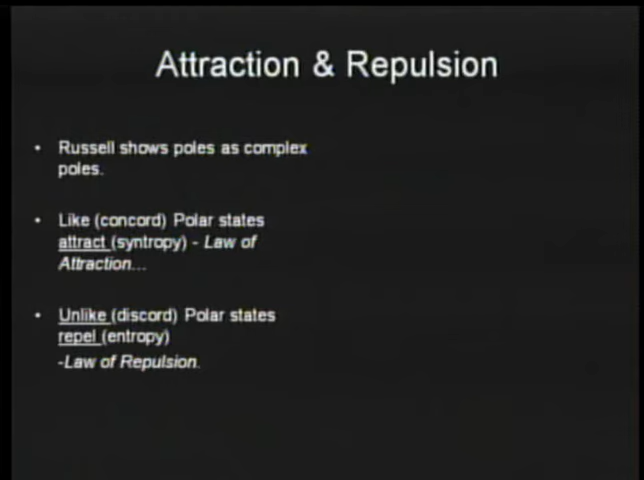 Attraction & Repulsion
• Russell shows poles as complex
poles.
• Like (concord) Polar states
attract (syntropy) - Law of
Attraction...
• Unlike (discord) Polar states
repel (entropy)
-Law of Repulsion.